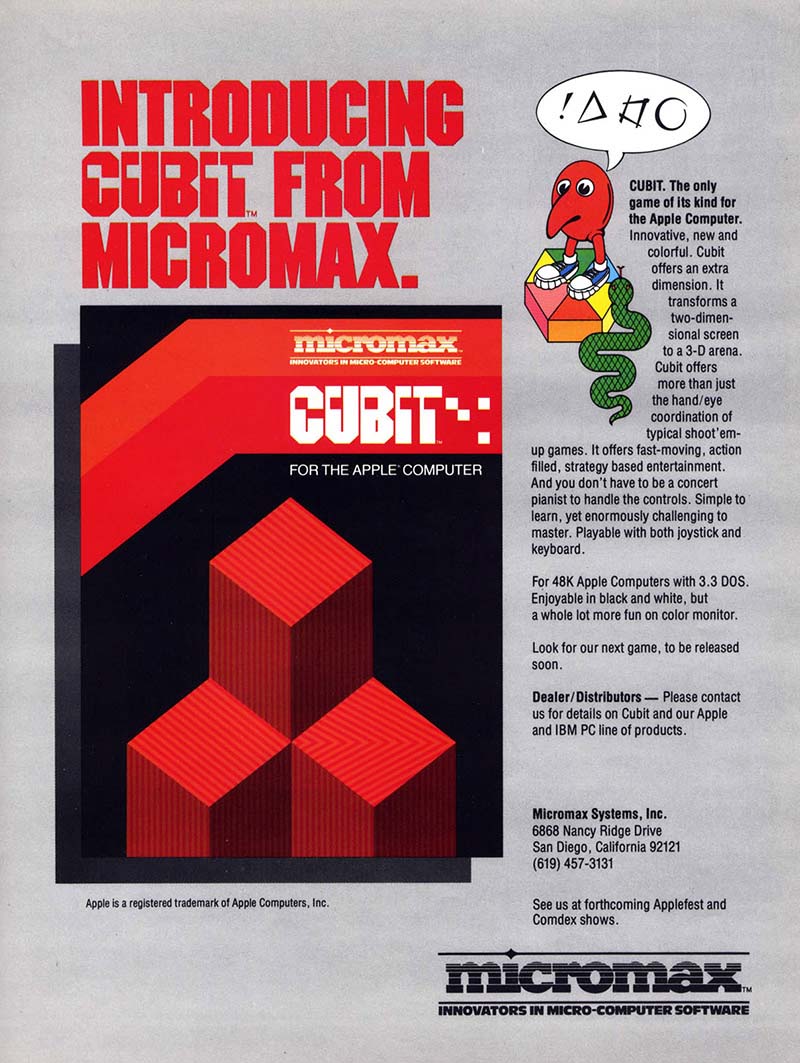 INTRODUCING
CUBIT™ FROM
MICROMAX.
!△♯○
micromax™
INNOVATORS IN MICRO-COMPUTER SOFTWARE
CUBIT™
FOR THE APPLE® COMPUTER
CUBIT. The only
game of its kind for
the Apple Computer.
Innovative, new and
colorful. Cubit
offers an extra
dimension. It
transforms a
two-dimen-
sional screen
to a 3-D arena.
Cubit offers
more than just
the hand/eye
coordination of
typical shoot'em-
up games. It offers fast-moving, action
filled, strategy based entertainment.
And you don't have to be a concert
pianist to handle the controls. Simple to
learn, yet enormously challenging to
master. Playable with both joystick and
keyboard.
For 48K Apple Computers with 3.3 DOS.
Enjoyable in black and white, but
a whole lot more fun on color monitor.
Look for our next game, to be released
soon.
Dealer/Distributors — Please contact
us for details on Cubit and our Apple
and IBM PC line of products.
Micromax Systems, Inc.
6868 Nancy Ridge Drive
San Diego, California 92121
(619) 457-3131
See us at forthcoming Applefest and
Comdex shows.
Apple is a registered trademark of Apple Computers, Inc.
micromax™
INNOVATORS IN MICRO-COMPUTER SOFTWARE